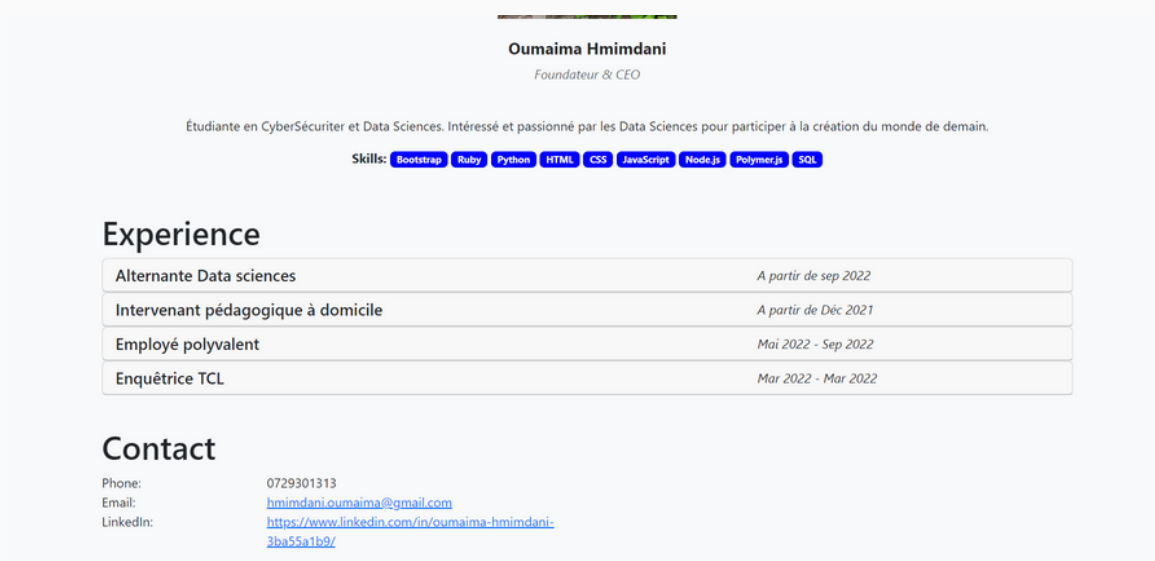 Oumaima Hmimdani
Foundateur & CEO
Étudiante en CyberSécuriter et Data Sciences. Intéressé et passionné par les Data Sciences pour participer à la création du monde de demain.
Skills: Bootstrap Ruby Python HTML CSS JavaScript Node.js Polymer.js SQL
Experience
Alternante Data sciences A partir de sep 2022
Intervenant pédagogique à domicile A partir de Déc 2021
Employé polyvalent Mai 2022 - Sep 2022
Enquêtrice TCL Mar 2022 - Mar 2022
Contact
Phone: 0729301313
Email: hmimdani.oumaima@gmail.com
LinkedIn: https://www.linkedin.com/in/oumaima-hmimdani-
3ba55a1b9/